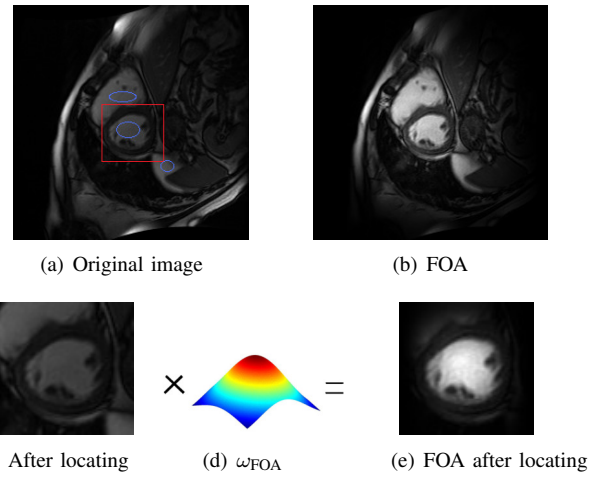 (a) Original image
(b) FOA
×
=
After locating
(d) ωFOA
(e) FOA after locating